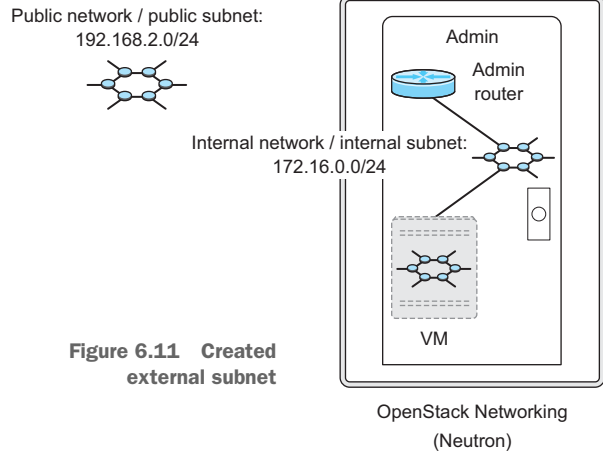 Public network / public subnet:
192.168.2.0/24
Admin
Admin
router
Internal network / internal subnet:
172.16.0.0/24
VM
Figure 6.11 Created
external subnet
OpenStack Networking
(Neutron)